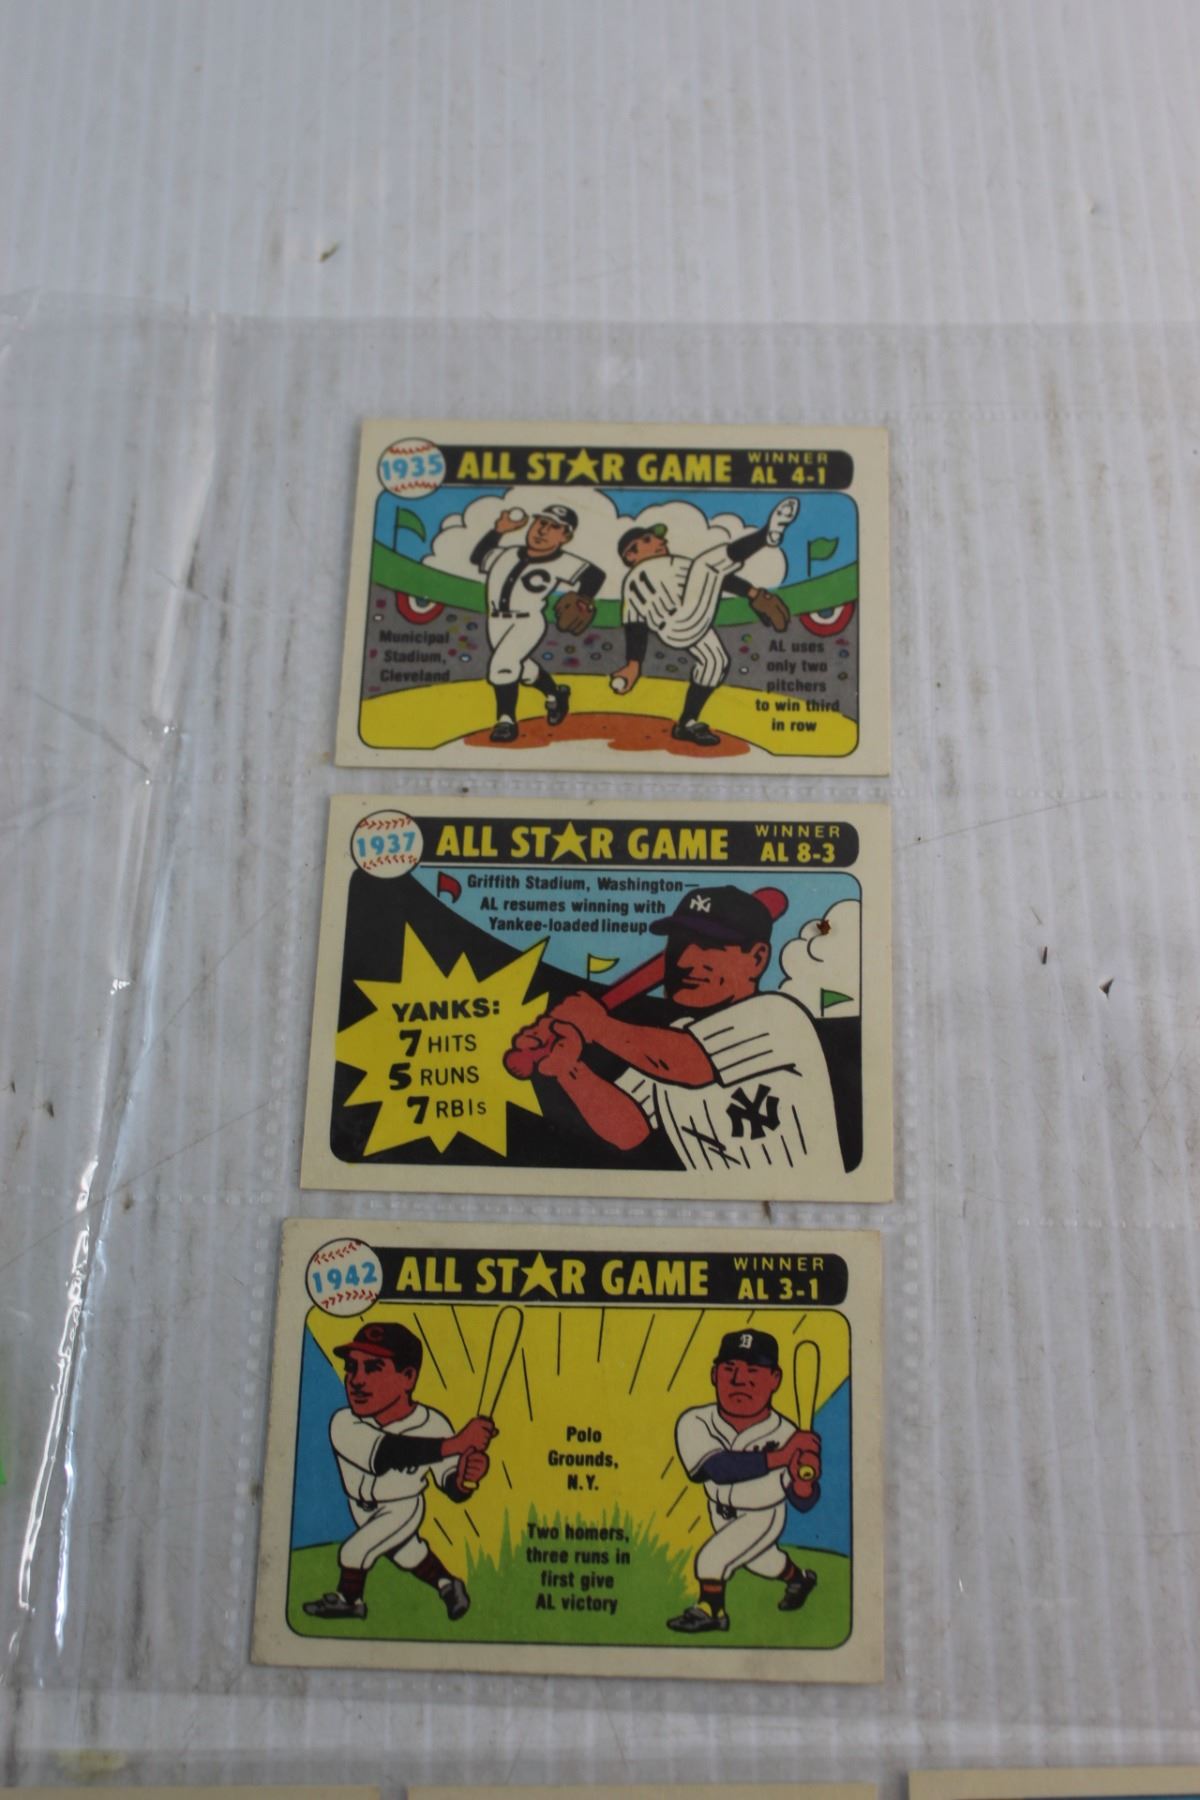 1935
ALL STAR GAME
WINNER
AL 4-1
C
C
11
Municipal
Stadium,
Cleveland
AL uses
only two
pitchers
to win third
in row
1937
ALL STAR GAME
WINNER
AL 8-3
Griffith Stadium, Washington—
AL resumes winning with
Yankee-loaded lineup
NY
YANKS:
7 HITS
5 RUNS
7 RBIs
NY
1942
ALL STAR GAME
WINNER
AL 3-1
C
B
Polo
Grounds,
N.Y.
Two homers,
three runs in
first give
AL victory